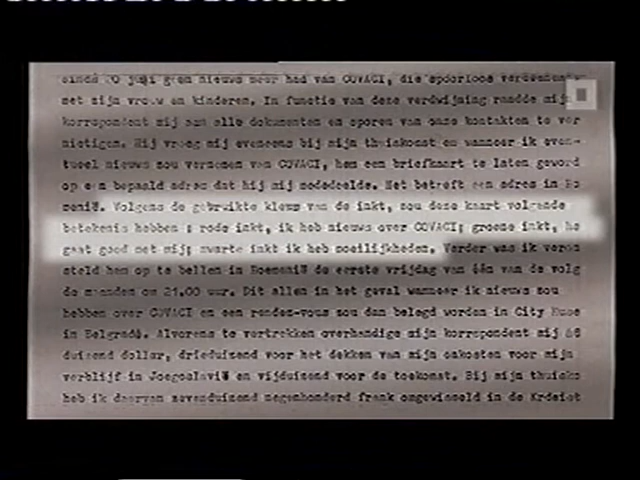 sinds 20 juni geen nieuws meer had van COVACI, die spoorloos verdwenen
met zijn vrouw en kinderen. In functie van deze verdwijning raadde mijn
korrespondent mij aan alle dokumenten en sporen van onze kontakten te ver
nietigen. Hij vroeg mij eveneens bij mijn thuiskomst en wanneer ik even-
tueel nieuws zou vernemen van COVACI, hem een briefkaart te laten geword
op een bepaald adres dat hij mij mededeelde. Het betreft een adres in Ro
menië. Volgens de gebruikte kleur van de inkt, zou deze kaart volgende
betekenis hebben : rode inkt, ik heb nieuws over COVACI; groene inkt, he
gaat goed met mij; zwarte inkt ik heb moeilijkheden. Verder was ik veron
steld hem op te bellen in Roemenië de eerste vrijdag van één van de volg
de maanden om 21.00 uur. Dit allen in het geval wanneer ik nieuws zou
hebben over COVACI en een rendez-vous zou dan belegd worden in City
in Belgrado. Alvorens te vertrekken overhandigde mijn korrespondent mij
duizend dollar, drieduizend voor het dekken van mijn onkosten voor mijn
verblijf in Joegoslavië en vijduizend voor de toekomst. Bij mijn thuisko
heb ik daarvan zevenduizend negenhonderd frank omgewisseld in de Krediet